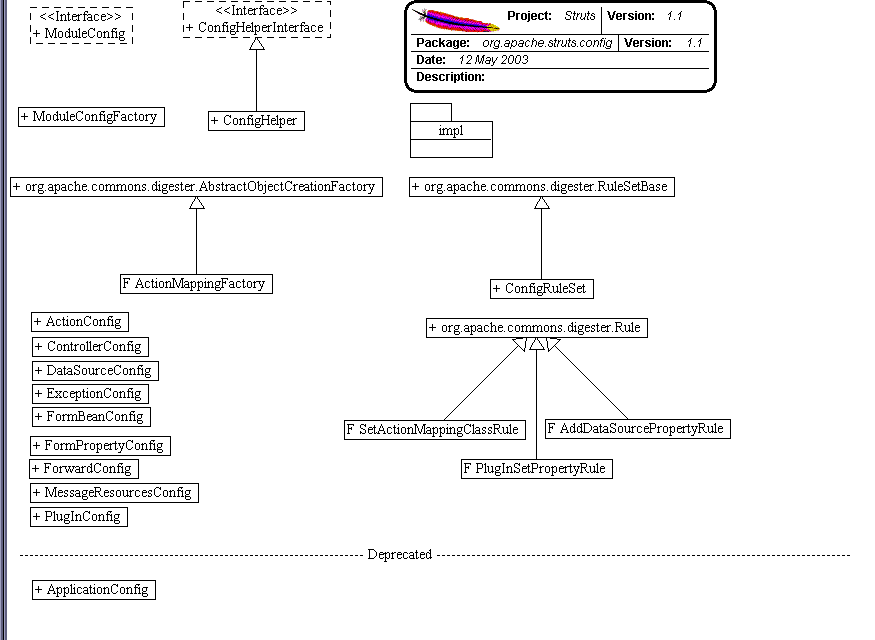 <<Interface>>
+ ModuleConfig
<<Interface>>
+ ConfigHelperInterface
Project: Struts Version: 1.1
Package: org.apache.struts.config Version: 1.1
Date: 12 May 2003
Description:
+ ModuleConfigFactory
+ ConfigHelper
impl
+ org.apache.commons.digester.AbstractObjectCreationFactory
+ org.apache.commons.digester.RuleSetBase
F ActionMappingFactory
+ ConfigRuleSet
+ ActionConfig
+ ControllerConfig
+ DataSourceConfig
+ ExceptionConfig
+ FormBeanConfig
+ FormPropertyConfig
+ ForwardConfig
+ MessageResourcesConfig
+ PlugInConfig
+ org.apache.commons.digester.Rule
F SetActionMappingClassRule
F AddDataSourcePropertyRule
F PlugInSetPropertyRule
Deprecated
+ ApplicationConfig